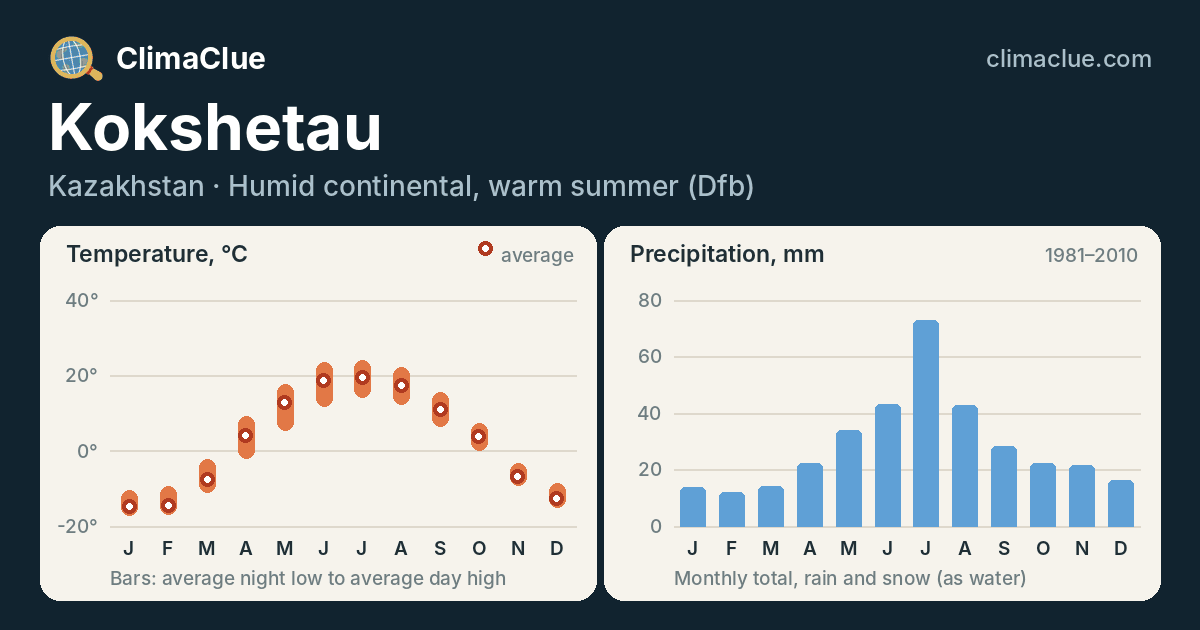 ClimaClue
climaclue.com
Kokshetau
Kazakhstan · Humid continental, warm summer (Dfb)
Temperature, °C
average
40°
20°
0°
-20°
J F M A M J J A S O N D
Bars: average night low to average day high
Precipitation, mm
1981–2010
80
60
40
20
0
J F M A M J J A S O N D
Monthly total, rain and snow (as water)